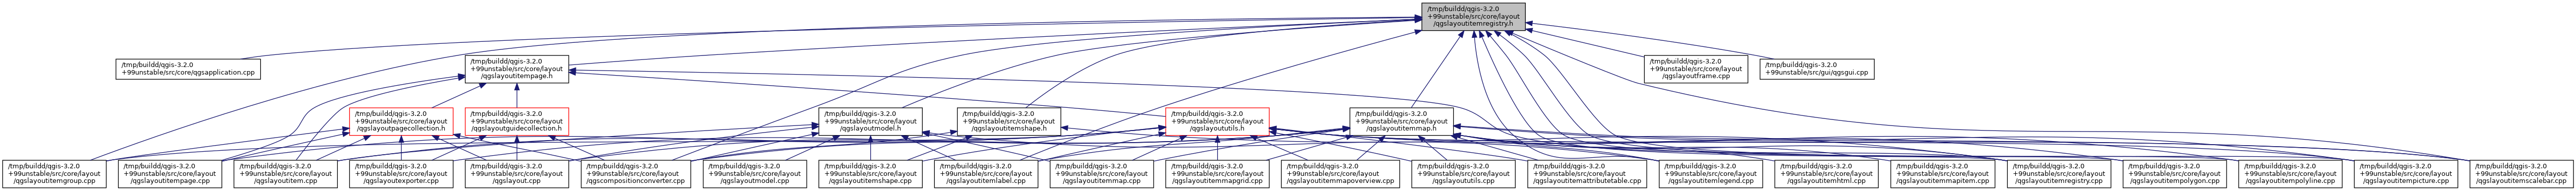 /tmp/buildd/qgis-3.2.0
+99unstable/src/core/layout
/qgslayoutitemregistry.h
/tmp/buildd/qgis-3.2.0
+99unstable/src/core/qgsapplication.cpp
/tmp/buildd/qgis-3.2.0
+99unstable/src/core/layout
/qgslayoutitempage.h
/tmp/buildd/qgis-3.2.0
+99unstable/src/core/layout
/qgslayoutframe.cpp
/tmp/buildd/qgis-3.2.0
+99unstable/src/gui/qgsgui.cpp
/tmp/buildd/qgis-3.2.0
+99unstable/src/core/layout
/qgslayoutpagecollection.h
/tmp/buildd/qgis-3.2.0
+99unstable/src/core/layout
/qgslayoutguidecollection.h
/tmp/buildd/qgis-3.2.0
+99unstable/src/core/layout
/qgslayoutmodel.h
/tmp/buildd/qgis-3.2.0
+99unstable/src/core/layout
/qgslayoutitemshape.h
/tmp/buildd/qgis-3.2.0
+99unstable/src/core/layout
/qgslayoututils.h
/tmp/buildd/qgis-3.2.0
+99unstable/src/core/layout
/qgslayoutitemmap.h
/tmp/buildd/qgis-3.2.0
+99unstable/src/core/layout
/qgslayoutitemgroup.cpp
/tmp/buildd/qgis-3.2.0
+99unstable/src/core/layout
/qgslayoutitempage.cpp
/tmp/buildd/qgis-3.2.0
+99unstable/src/core/layout
/qgslayoutitem.cpp
/tmp/buildd/qgis-3.2.0
+99unstable/src/core/layout
/qgslayoutexporter.cpp
/tmp/buildd/qgis-3.2.0
+99unstable/src/core/layout
/qgslayout.cpp
/tmp/buildd/qgis-3.2.0
+99unstable/src/core/layout
/qgscompositionconverter.cpp
/tmp/buildd/qgis-3.2.0
+99unstable/src/core/layout
/qgslayoutmodel.cpp
/tmp/buildd/qgis-3.2.0
+99unstable/src/core/layout
/qgslayoutitemshape.cpp
/tmp/buildd/qgis-3.2.0
+99unstable/src/core/layout
/qgslayoutitemlabel.cpp
/tmp/buildd/qgis-3.2.0
+99unstable/src/core/layout
/qgslayoutitemmap.cpp
/tmp/buildd/qgis-3.2.0
+99unstable/src/core/layout
/qgslayoutitemmapgrid.cpp
/tmp/buildd/qgis-3.2.0
+99unstable/src/core/layout
/qgslayoutitemmapoverview.cpp
/tmp/buildd/qgis-3.2.0
+99unstable/src/core/layout
/qgslayoututils.cpp
/tmp/buildd/qgis-3.2.0
+99unstable/src/core/layout
/qgslayoutitemattributetable.cpp
/tmp/buildd/qgis-3.2.0
+99unstable/src/core/layout
/qgslayoutitemlegend.cpp
/tmp/buildd/qgis-3.2.0
+99unstable/src/core/layout
/qgslayoutitemhtml.cpp
/tmp/buildd/qgis-3.2.0
+99unstable/src/core/layout
/qgslayoutitemmapitem.cpp
/tmp/buildd/qgis-3.2.0
+99unstable/src/core/layout
/qgslayoutitemregistry.cpp
/tmp/buildd/qgis-3.2.0
+99unstable/src/core/layout
/qgslayoutitempolygon.cpp
/tmp/buildd/qgis-3.2.0
+99unstable/src/core/layout
/qgslayoutitempolyline.cpp
/tmp/buildd/qgis-3.2.0
+99unstable/src/core/layout
/qgslayoutitempicture.cpp
/tmp/buildd/qgis-3.2.0
+99unstable/src/core/layout
/qgslayoutitemscalebar.cpp